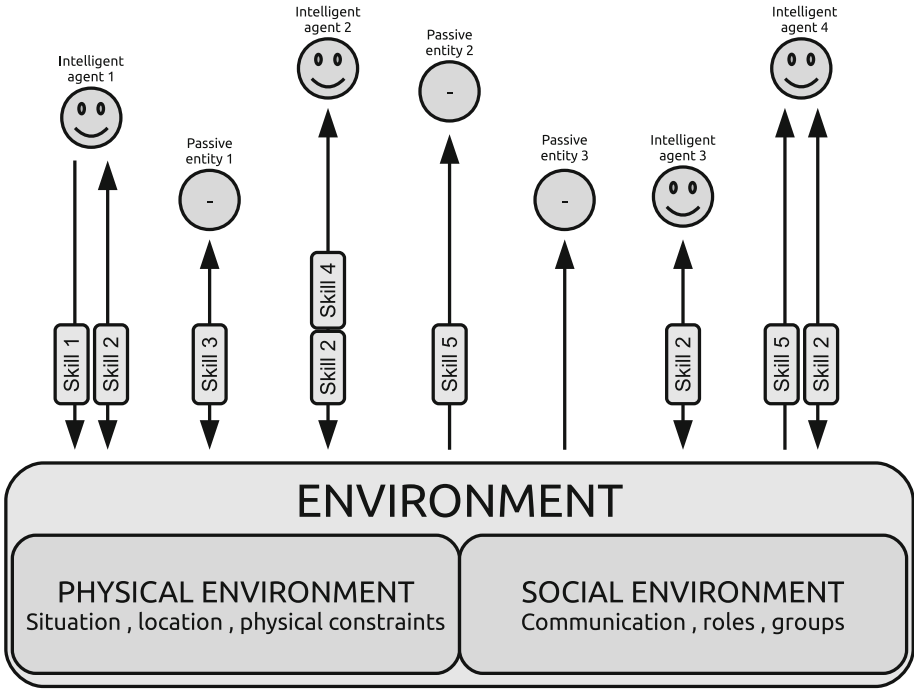 Intelligent
agent 1
Passive
entity 1
Intelligent
agent 2
Passive
entity 2
Passive
entity 3
Intelligent
agent 3
Intelligent
agent 4
-
-
-
Skill 1
Skill 2
Skill 3
Skill 4
Skill 2
Skill 5
Skill 2
Skill 5
Skill 2
ENVIRONMENT
PHYSICAL ENVIRONMENT
Situation , location , physical constraints
SOCIAL ENVIRONMENT
Communication , roles , groups